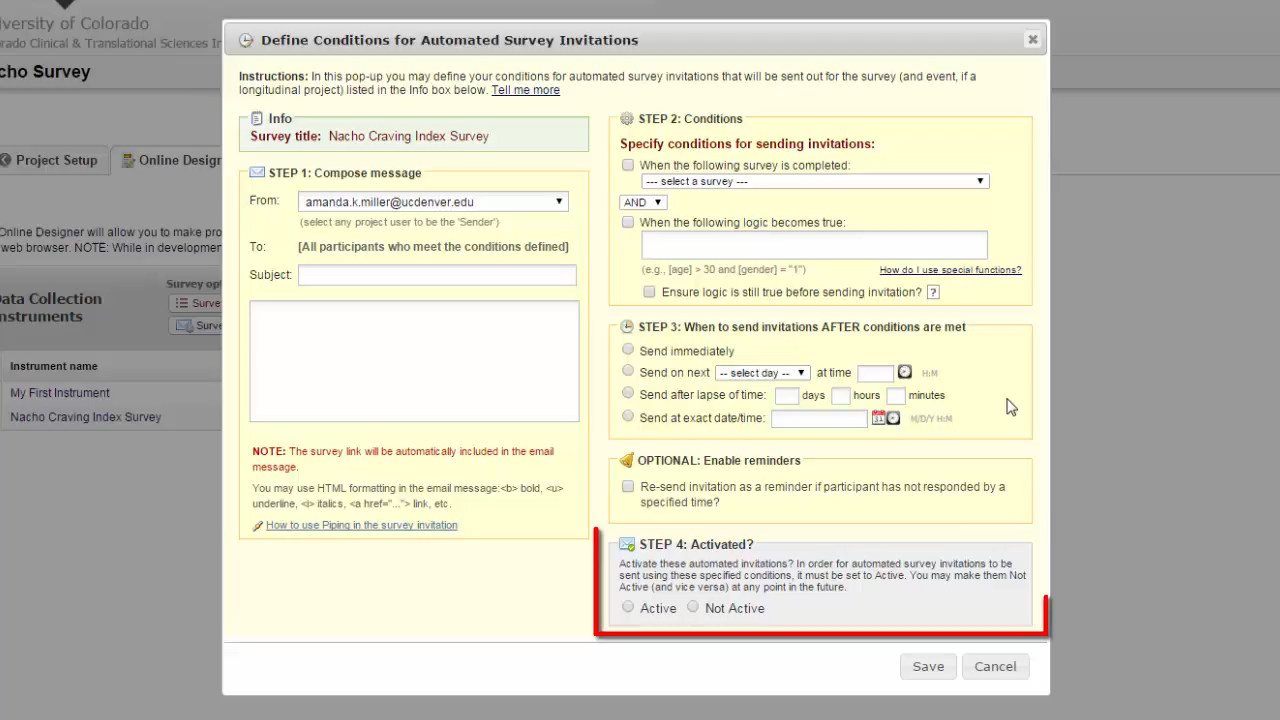 versity of Colorado
orado Clinical & Translational Sciences In
cho Survey
Project Setup
Online Design
Online Designer will allow you to make pro
web browser. NOTE: While in developmen
Data Collection
Instruments
Survey opt
Surve
Surve
Instrument name
My First Instrument
Nacho Craving Index Survey
Define Conditions for Automated Survey Invitations
Instructions: In this pop-up you may define your conditions for automated survey invitations that will be sent out for the survey (and event, if a
longitudinal project) listed in the Info box below. Tell me more
Info
Survey title: Nacho Craving Index Survey
STEP 1: Compose message
From: amanda.k.miller@ucdenver.edu
(select any project user to be the 'Sender')
To: [All participants who meet the conditions defined]
Subject:
NOTE: The survey link will be automatically included in the email
message.
You may use HTML formatting in the email message:<b> bold, <u>
underline, <i> italics, <a href="..."> link, etc.
How to use Piping in the survey invitation
STEP 2: Conditions
Specify conditions for sending invitations:
When the following survey is completed:
--- select a survey ---
AND
When the following logic becomes true:
(e.g., [age] > 30 and [gender] = "1") How do I use special functions?
Ensure logic is still true before sending invitation? ?
STEP 3: When to send invitations AFTER conditions are met
Send immediately
Send on next -- select day -- at time H:M
Send after lapse of time: days hours minutes
Send at exact date/time: 31 M/D/Y H:M
OPTIONAL: Enable reminders
Re-send invitation as a reminder if participant has not responded by a
specified time?
STEP 4: Activated?
Activate these automated invitations? In order for automated survey invitations to be
sent using these specified conditions, it must be set to Active. You may make them Not
Active (and vice versa) at any point in the future.
Active Not Active
Save Cancel